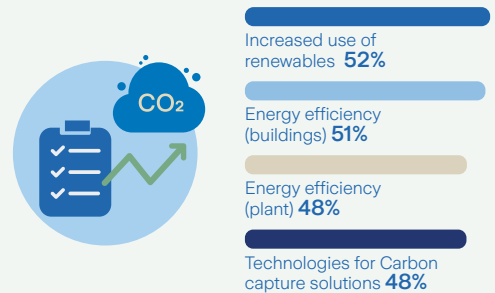 CO₂
Increased use of
renewables 52%
Energy efficiency
(buildings) 51%
Energy efficiency
(plant) 48%
Technologies for Carbon
capture solutions 48%